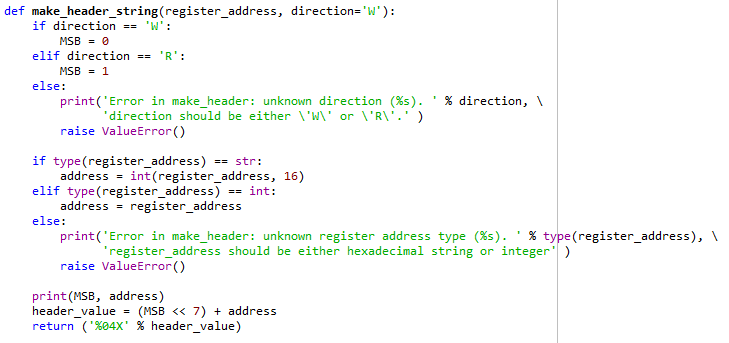 def make_header_string(register_address, direction='W'):
    if direction == 'W':
        MSB = 0
    elif direction == 'R':
        MSB = 1
    else:
        print('Error in make_header: unknown direction (%s). ' % direction, \
              'direction should be either \'W\' or \'R\'.' )
        raise ValueError()
    if type(register_address) == str:
        address = int(register_address, 16)
    elif type(register_address) == int:
        address = register_address
    else:
        print('Error in make_header: unknown register address type (%s). ' % type(register_address), \
              'register_address should be either hexadecimal string or integer' )
        raise ValueError()
    print(MSB, address)
    header_value = (MSB << 7) + address
    return ('%04X' % header_value)